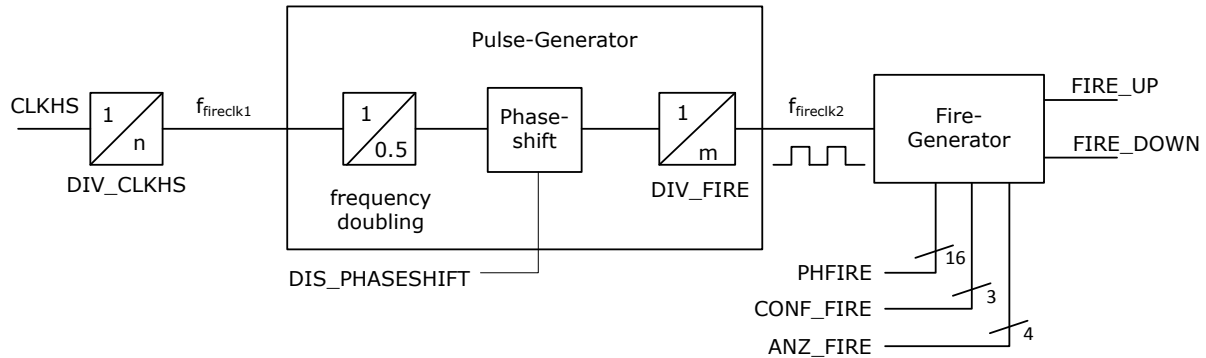 Pulse-Generator
CLKHS
1
n
DIV_CLKHS
ffireclk1
1
0.5
frequency
doubling
Phase-
shift
DIS_PHASESHIFT
1
m
DIV_FIRE
ffireclk2
Fire-
Generator
FIRE_UP
FIRE_DOWN
PHFIRE
16
CONF_FIRE
3
ANZ_FIRE
4